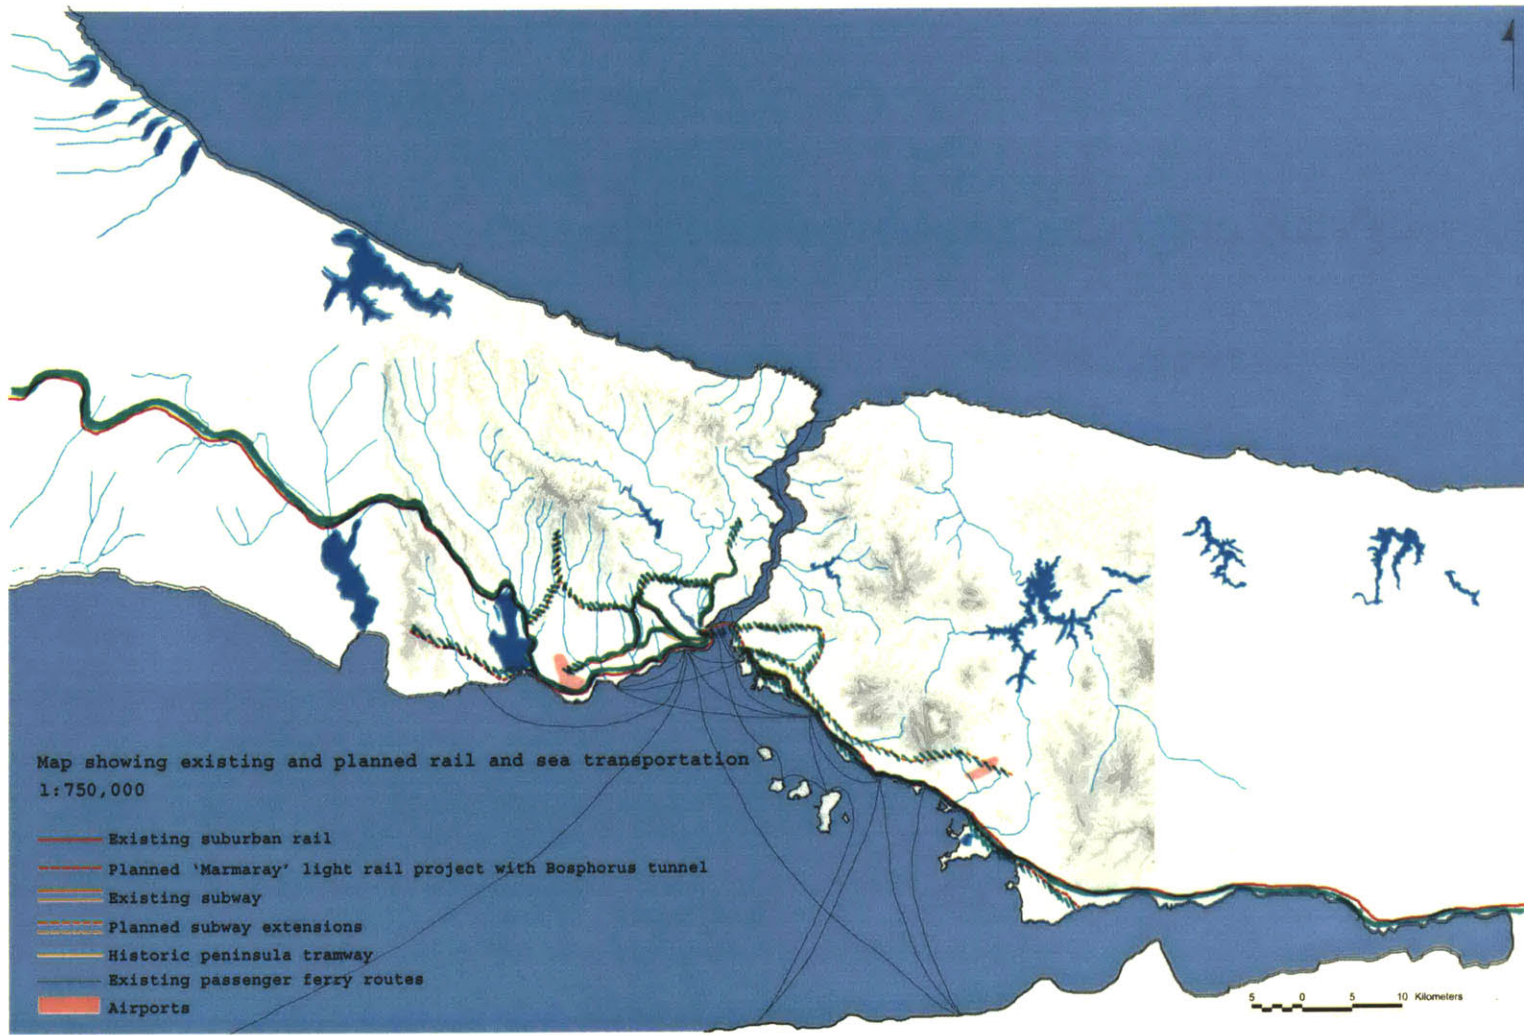 Map showing existing and planned rail and sea transportation
1:750,000
Existing suburban rail
Planned 'Marmaray' light rail project with Bosphorus tunnel
Existing subway
Planned subway extensions
Historic peninsula tramway
Existing passenger ferry routes
Airports
5 0 5 10 Kilometers